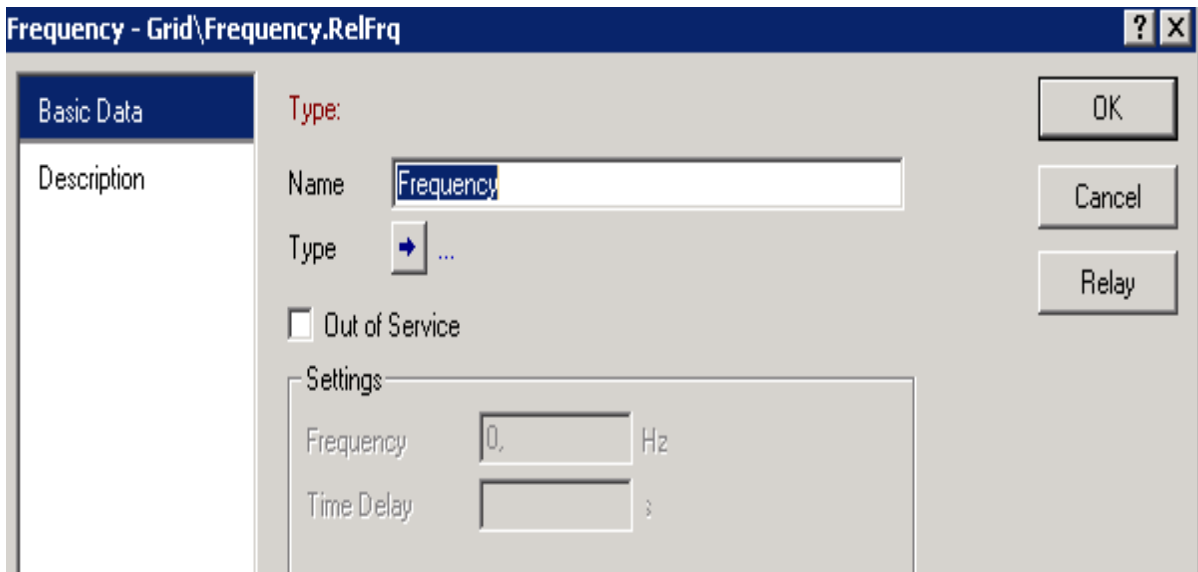 Frequency - Grid\Frequency.RelFrq ? X
Basic Data
Description
Type:
Name Frequency
Type ...
Out of Service
Settings
Frequency 0, Hz
Time Delay s
OK
Cancel
Relay